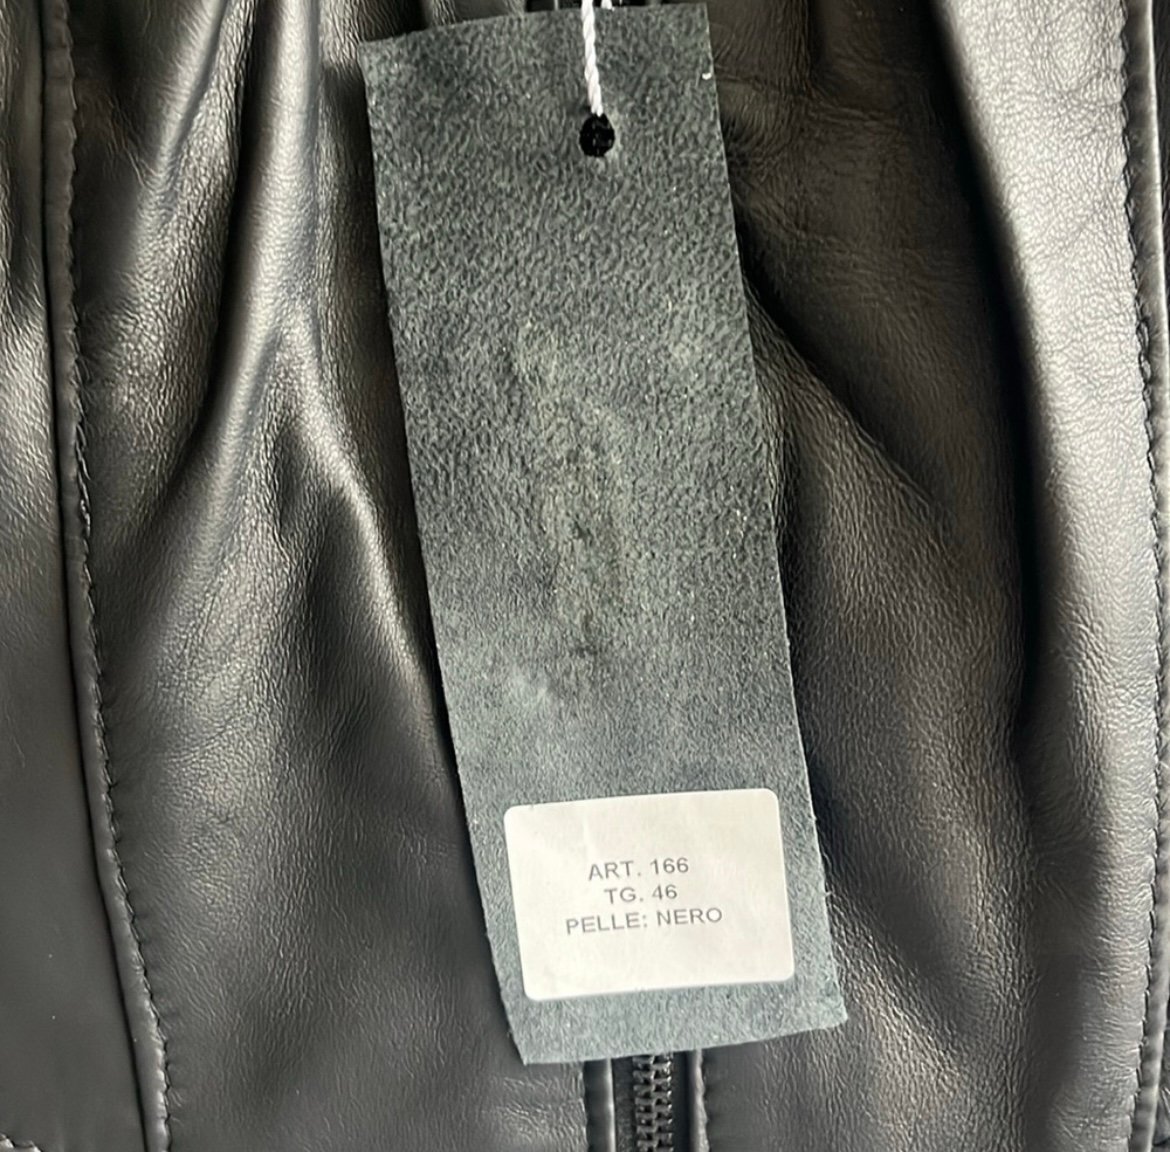 ART. 166
TG. 46
PELLE: NERO